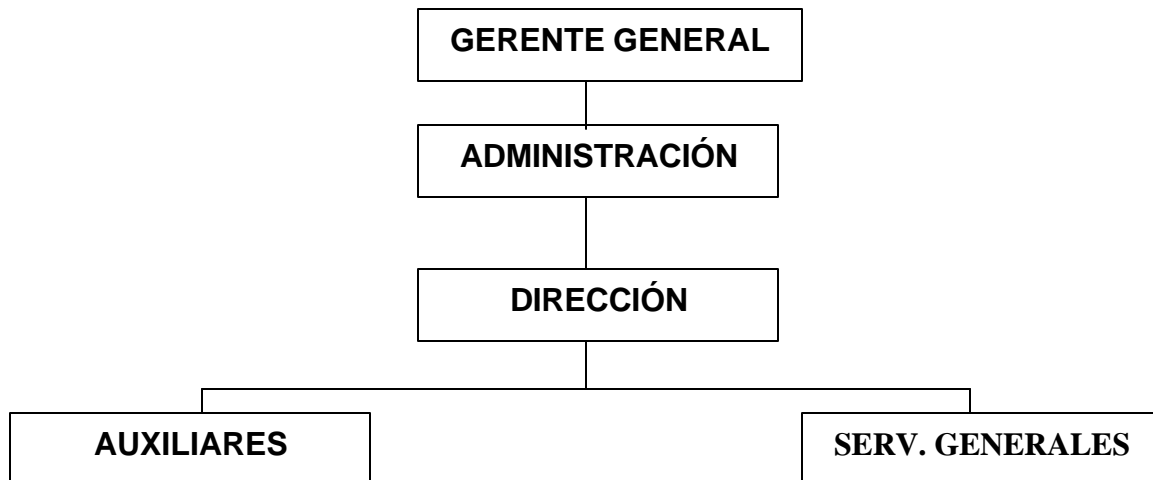 GERENTE GENERAL
ADMINISTRACIÓN
DIRECCIÓN
AUXILIARES
SERV. GENERALES